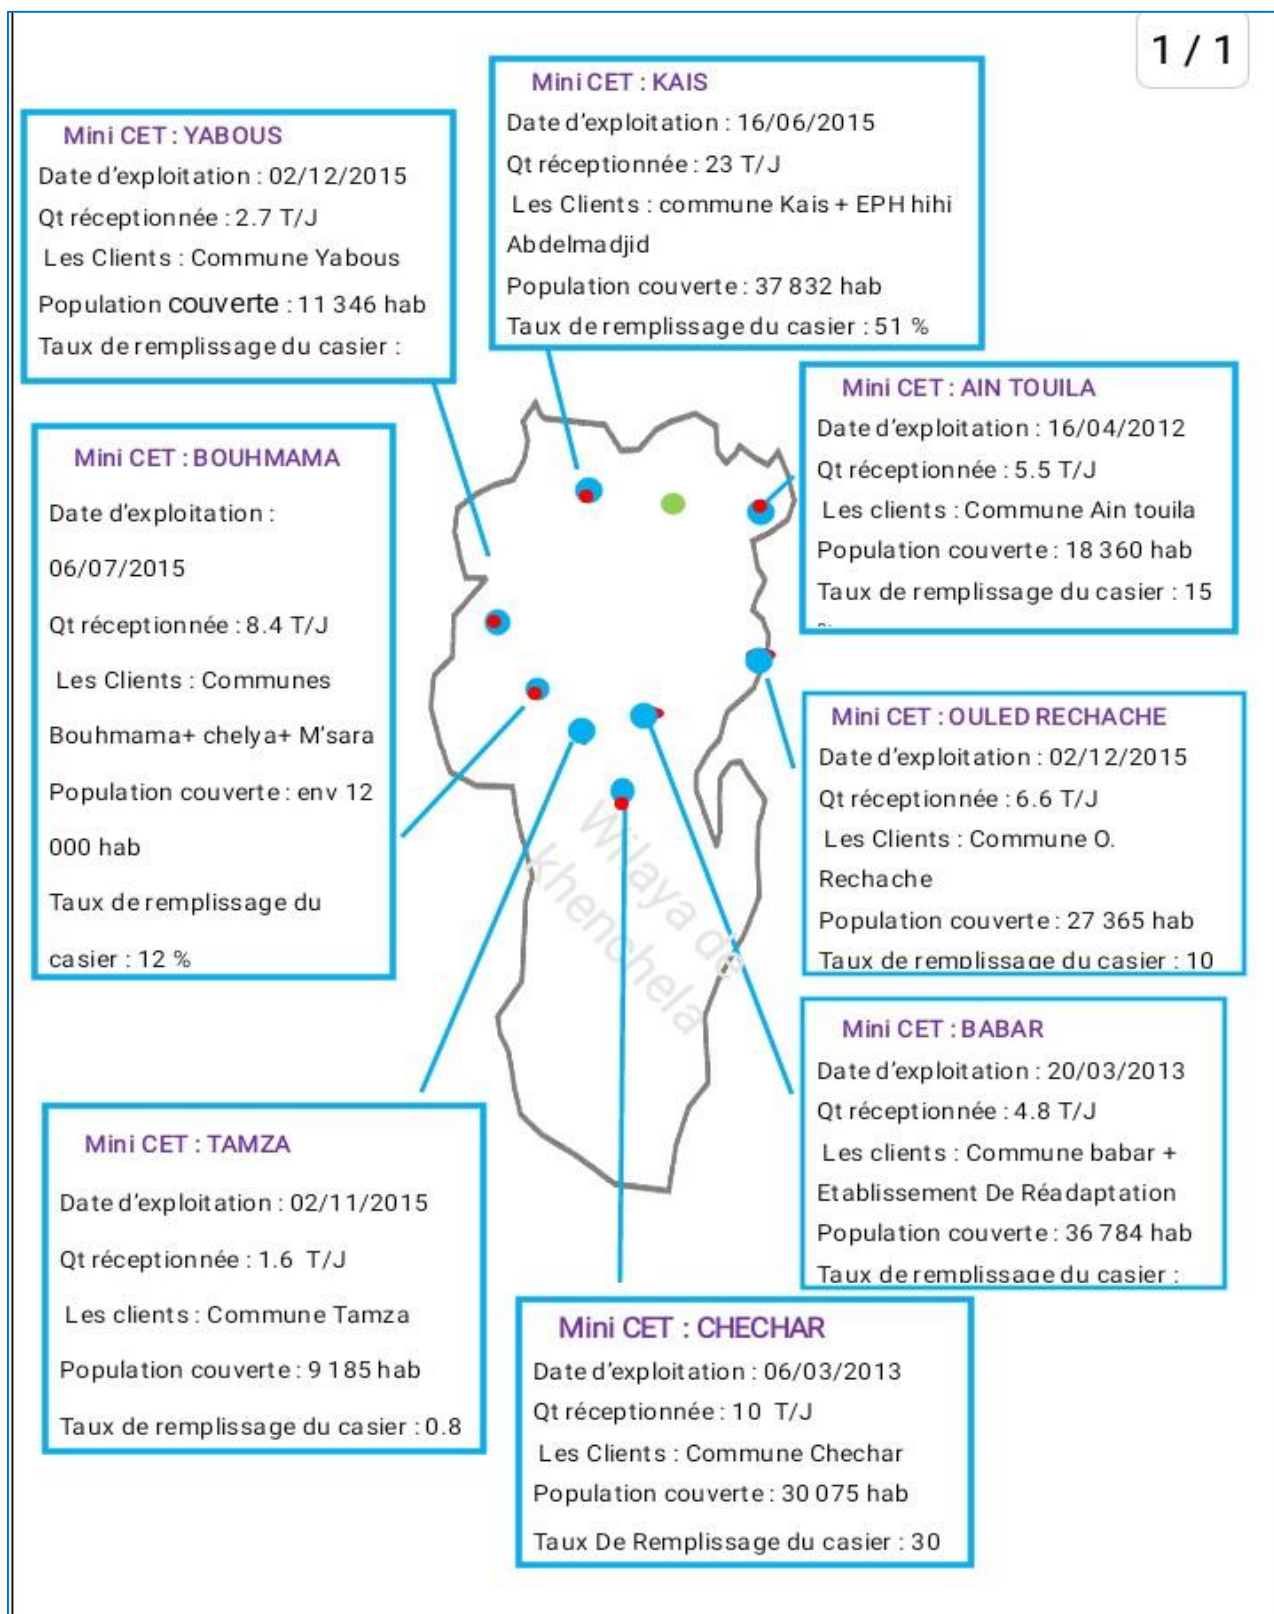 1 / 1
Mini CET : YABOUS
Date d'exploitation : 02/12/2015
Qt réceptionnée : 2.7 T/J
Les Clients : Commune Yabous
Population couverte : 11 346 hab
Taux de remplissage du casier :
Mini CET : KAIS
Date d'exploitation : 16/06/2015
Qt réceptionnée : 23 T/J
Les Clients : commune Kais + EPH hihi
Abdelmadjid
Population couverte : 37 832 hab
Taux de remplissage du casier : 51 %
Mini CET : AIN TOUILA
Date d'exploitation : 16/04/2012
Qt réceptionnée : 5.5 T/J
Les clients : Commune Ain touila
Population couverte : 18 360 hab
Taux de remplissage du casier : 15
Mini CET : BOUHMAMA
Date d'exploitation :
06/07/2015
Qt réceptionnée : 8.4 T/J
Les Clients : Communes
Bouhmama+ chelya+ M'sara
Population couverte : env 12
000 hab
Taux de remplissage du
casier : 12 %
Mini CET : OULED RECHACHE
Date d'exploitation : 02/12/2015
Qt réceptionnée : 6.6 T/J
Les Clients : Commune O.
Rechache
Population couverte : 27 365 hab
Taux de remplissage du casier : 10
Wilaya de
khenchela
Mini CET : BABAR
Date d'exploitation : 20/03/2013
Qt réceptionnée : 4.8 T/J
Les clients : Commune babar +
Etablissement De Réadaptation
Population couverte : 36 784 hab
Taux de remplissage du casier :
Mini CET : TAMZA
Date d'exploitation : 02/11/2015
Qt réceptionnée : 1.6 T/J
Les clients : Commune Tamza
Population couverte : 9 185 hab
Taux de remplissage du casier : 0.8
Mini CET : CHECHAR
Date d'exploitation : 06/03/2013
Qt réceptionnée : 10 T/J
Les Clients : Commune Chechar
Population couverte : 30 075 hab
Taux De Remplissage du casier : 30